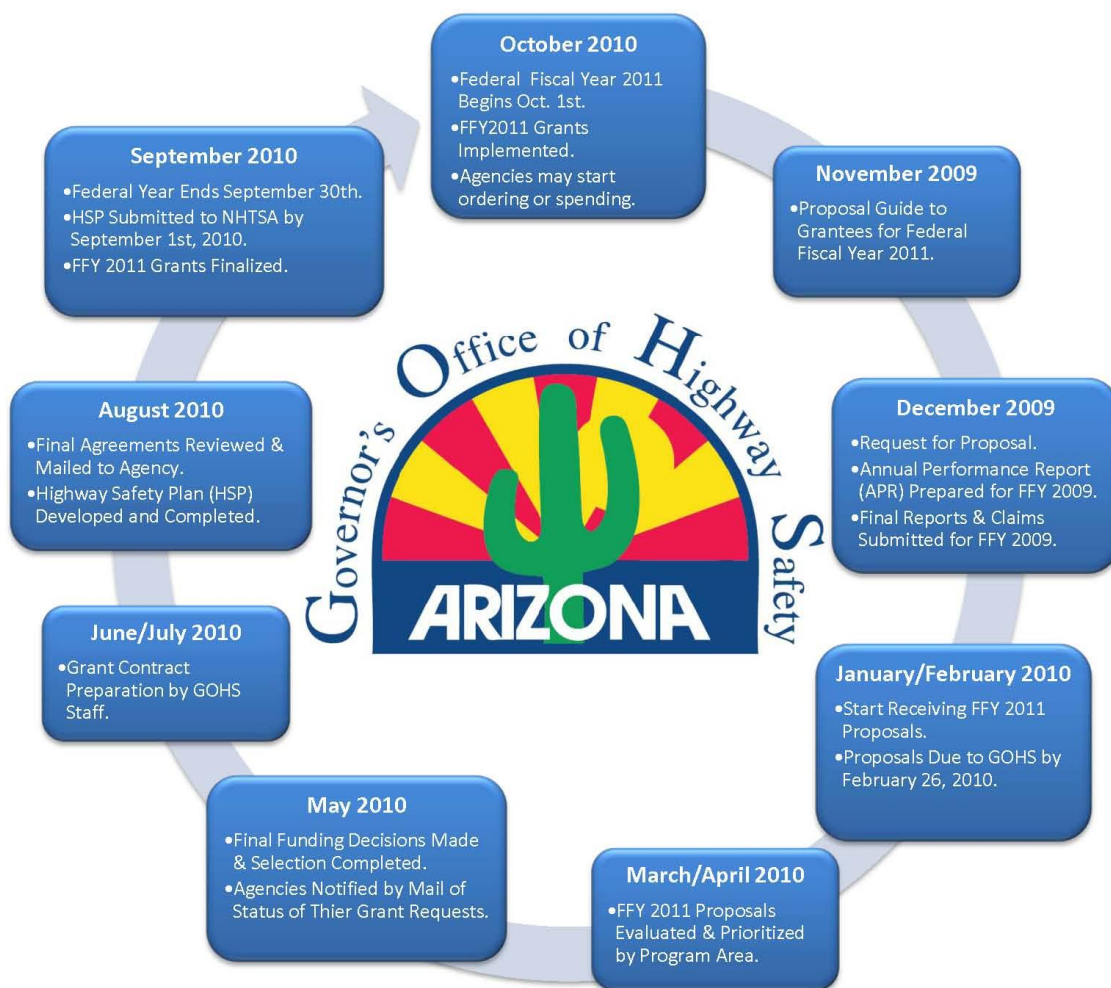 October 2010
•Federal  Fiscal Year 2011
Begins Oct. 1st.
•FFY2011 Grants
Implemented.
•Agencies may start
ordering or spending.
November 2009
•Proposal Guide to
Grantees for Federal
Fiscal Year 2011.
December 2009
•Request for Proposal.
•Annual Performance Report
(APR) Prepared for FFY 2009.
•Final Reports & Claims
Submitted for FFY 2009.
January/February 2010
•Start Receiving FFY 2011
Proposals.
•Proposals Due to GOHS by
February 26, 2010.
March/April 2010
•FFY 2011 Proposals
Evaluated & Prioritized
by Program Area.
May 2010
•Final Funding Decisions Made
& Selection Completed.
•Agencies Notified by Mail of
Status of Thier Grant Requests.
June/July 2010
•Grant Contract
Preparation by GOHS
Staff.
August 2010
•Final Agreements Reviewed &
Mailed to Agency.
•Highway Safety Plan (HSP)
Developed and Completed.
September 2010
•Federal Year Ends September 30th.
•HSP Submitted to NHTSA by
September 1st, 2010.
•FFY 2011 Grants Finalized.
Governor's Office of Highway Safety
ARIZONA